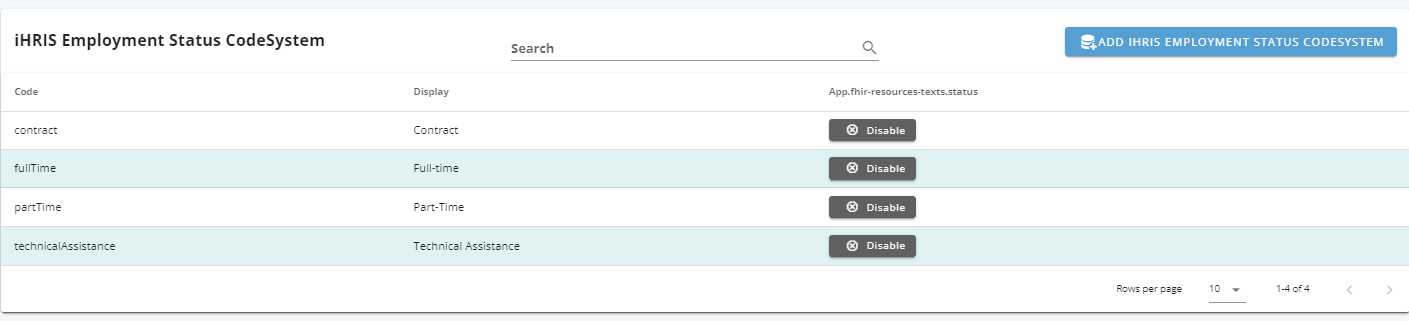 iHRIS Employment Status CodeSystem
Search
ADD IHRIS EMPLOYMENT STATUS CODESYSTEM
Code Display App.fhir-resources-texts.status
contract Contract Disable
fullTime Full-time Disable
partTime Part-Time Disable
technicalAssistance Technical Assistance Disable
Rows per page 10 1-4 of 4